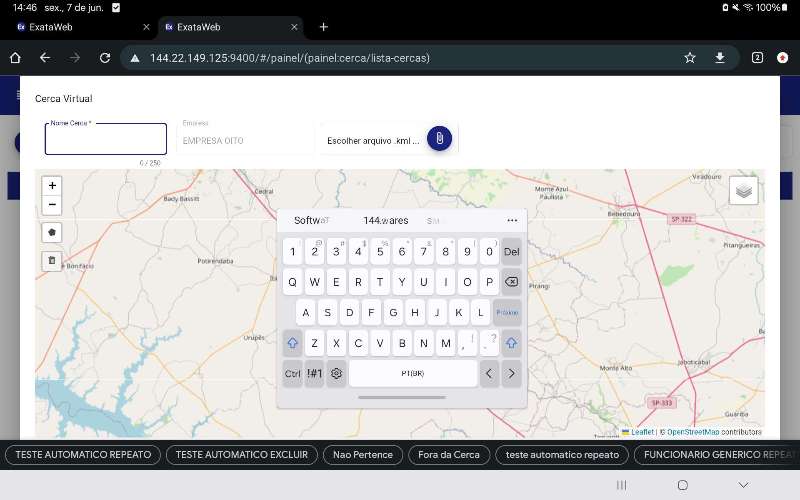 14:46 sex., 7 de jun. 100%
ExataWeb
ExataWeb
144.22.149.125:9400/#/painel/(painel:cerca/lista-cercas)
2
Cerca Virtual
Nome Cerca *
Empresa
EMPRESA OITO
Escolher arquivo .kml ...
0 / 250
+
−
Bady Bassitt
Cedral
Potirendaba
Bonifácio
Urupês
Monte Azul
Paulista
Viradouro
Bebedouro
SP-322
Pitangueiras
Pirangi
Monte Alto
Jaboticabal
SP-333
Guariba
144.wares
1 2 3 4 5 6 7 8 9 0 Del
Q W E R T Y U I O P
A S D F G H J K L Próximo
Z X C V B N M , ! . ?
Ctrl !#1 PT(BR)
Leaflet | © OpenStreetMap contributors
TESTE AUTOMATICO REPEATO
TESTE AUTOMATICO EXCLUIR
Nao Pertence
Fora da Cerca
teste automatico repeato
FUNCIONARIO GENERICO REPEAT